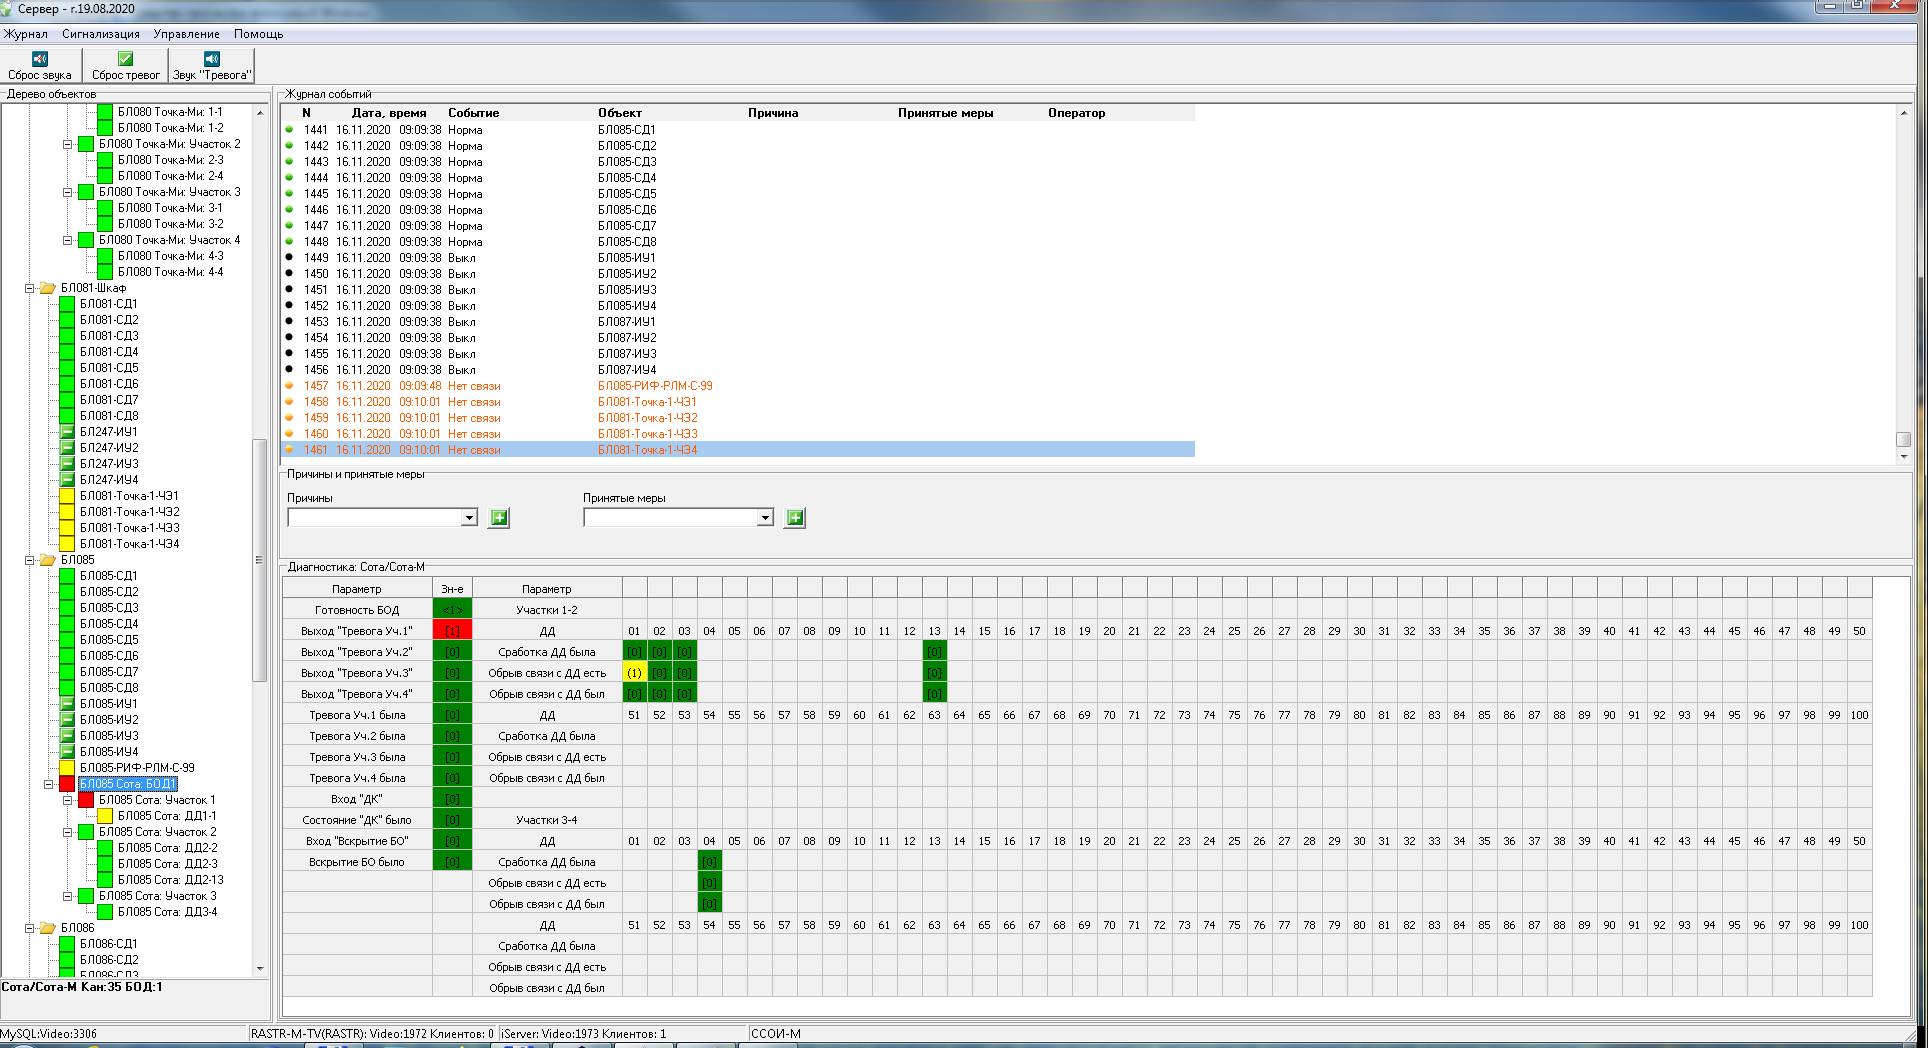 Сервер - г.19.08.2020
Журнал Сигнализация Управление Помощь
Сброс звука Сброс тревог Звук "Тревога"
Дерево объектов
БЛ080 Точка-Ми: 1-1
БЛ080 Точка-Ми: 1-2
БЛ080 Точка-Ми: Участок 2
БЛ080 Точка-Ми: 2-3
БЛ080 Точка-Ми: 2-4
БЛ080 Точка-Ми: Участок 3
БЛ080 Точка-Ми: 3-1
БЛ080 Точка-Ми: 3-2
БЛ080 Точка-Ми: Участок 4
БЛ080 Точка-Ми: 4-3
БЛ080 Точка-Ми: 4-4
БЛ081-Шкаф
БЛ081-СД1
БЛ081-СД2
БЛ081-СД3
БЛ081-СД4
БЛ081-СД5
БЛ081-СД6
БЛ081-СД7
БЛ081-СД8
БЛ247-ИУ1
БЛ247-ИУ2
БЛ247-ИУ3
БЛ247-ИУ4
БЛ081-Точка-1-ЧЭ1
БЛ081-Точка-1-ЧЭ2
БЛ081-Точка-1-ЧЭ3
БЛ081-Точка-1-ЧЭ4
БЛ085
БЛ085-СД1
БЛ085-СД2
БЛ085-СД3
БЛ085-СД4
БЛ085-СД5
БЛ085-СД6
БЛ085-СД7
БЛ085-СД8
БЛ085-ИУ1
БЛ085-ИУ2
БЛ085-ИУ3
БЛ085-ИУ4
БЛ085-РИФ-РЛМ-С-99
БЛ085 Сота: БОД1
БЛ085 Сота: Участок 1
БЛ085 Сота: ДД1-1
БЛ085 Сота: Участок 2
БЛ085 Сота: ДД2-2
БЛ085 Сота: ДД2-3
БЛ085 Сота: ДД2-13
БЛ085 Сота: Участок 3
БЛ085 Сота: ДД3-4
БЛ086
БЛ086-СД1
БЛ086-СД2
БЛ086-СД3
Сота/Сота-М Кан:35 БОД:1
Журнал событий
N Дата, время Событие Объект Причина Принятые меры Оператор
1441 16.11.2020 09:09:38 Норма БЛ085-СД1
1442 16.11.2020 09:09:38 Норма БЛ085-СД2
1443 16.11.2020 09:09:38 Норма БЛ085-СД3
1444 16.11.2020 09:09:38 Норма БЛ085-СД4
1445 16.11.2020 09:09:38 Норма БЛ085-СД5
1446 16.11.2020 09:09:38 Норма БЛ085-СД6
1447 16.11.2020 09:09:38 Норма БЛ085-СД7
1448 16.11.2020 09:09:38 Норма БЛ085-СД8
1449 16.11.2020 09:09:38 Выкл БЛ085-ИУ1
1450 16.11.2020 09:09:38 Выкл БЛ085-ИУ2
1451 16.11.2020 09:09:38 Выкл БЛ085-ИУ3
1452 16.11.2020 09:09:38 Выкл БЛ085-ИУ4
1453 16.11.2020 09:09:38 Выкл БЛ087-ИУ1
1454 16.11.2020 09:09:38 Выкл БЛ087-ИУ2
1455 16.11.2020 09:09:38 Выкл БЛ087-ИУ3
1456 16.11.2020 09:09:38 Выкл БЛ087-ИУ4
1457 16.11.2020 09:09:48 Нет связи БЛ085-РИФ-РЛМ-С-99
1458 16.11.2020 09:10:01 Нет связи БЛ081-Точка-1-ЧЭ1
1459 16.11.2020 09:10:01 Нет связи БЛ081-Точка-1-ЧЭ2
1460 16.11.2020 09:10:01 Нет связи БЛ081-Точка-1-ЧЭ3
1461 16.11.2020 09:10:01 Нет связи БЛ081-Точка-1-ЧЭ4
Причины и принятые меры
Причины Принятые меры
Диагностика: Сота/Сота-М
Параметр Зн-е Параметр
Готовность БОД <1> Участки 1-2
Выход "Тревога Уч.1" [1] ДД 01 02 03 04 05 06 07 08 09 10 11 12 13 14 15 16 17 18 19 20 21 22 23 24 25 26 27 28 29 30 31 32 33 34 35 36 37 38 39 40 41 42 43 44 45 46 47 48 49 50
Выход "Тревога Уч.2" [0] Сработка ДД была [0] [0] [0] [0]
Выход "Тревога Уч.3" [0] Обрыв связи с ДД есть (1) [0] [0] [0]
Выход "Тревога Уч.4" [0] Обрыв связи с ДД был [0] [0] [0] [0]
Тревога Уч.1 была [0] ДД 51 52 53 54 55 56 57 58 59 60 61 62 63 64 65 66 67 68 69 70 71 72 73 74 75 76 77 78 79 80 81 82 83 84 85 86 87 88 89 90 91 92 93 94 95 96 97 98 99 100
Тревога Уч.2 была [0] Сработка ДД была
Тревога Уч.3 была [0] Обрыв связи с ДД есть
Тревога Уч.4 была [0] Обрыв связи с ДД был
Вход "ДК" [0]
Состояние "ДК" было [0] Участки 3-4
Вход "Вскрытие БО" [0] ДД 01 02 03 04 05 06 07 08 09 10 11 12 13 14 15 16 17 18 19 20 21 22 23 24 25 26 27 28 29 30 31 32 33 34 35 36 37 38 39 40 41 42 43 44 45 46 47 48 49 50
Вскрытие БО было [0] Сработка ДД была [0]
Обрыв связи с ДД есть [0]
Обрыв связи с ДД был [0]
ДД 51 52 53 54 55 56 57 58 59 60 61 62 63 64 65 66 67 68 69 70 71 72 73 74 75 76 77 78 79 80 81 82 83 84 85 86 87 88 89 90 91 92 93 94 95 96 97 98 99 100
Сработка ДД была
Обрыв связи с ДД есть
Обрыв связи с ДД был
MySQL:Video:3306 RASTR-M-TV(RASTR): Video:1972 Клиентов: 0 iServer: Video:1973 Клиентов: 1 ССОИ-М